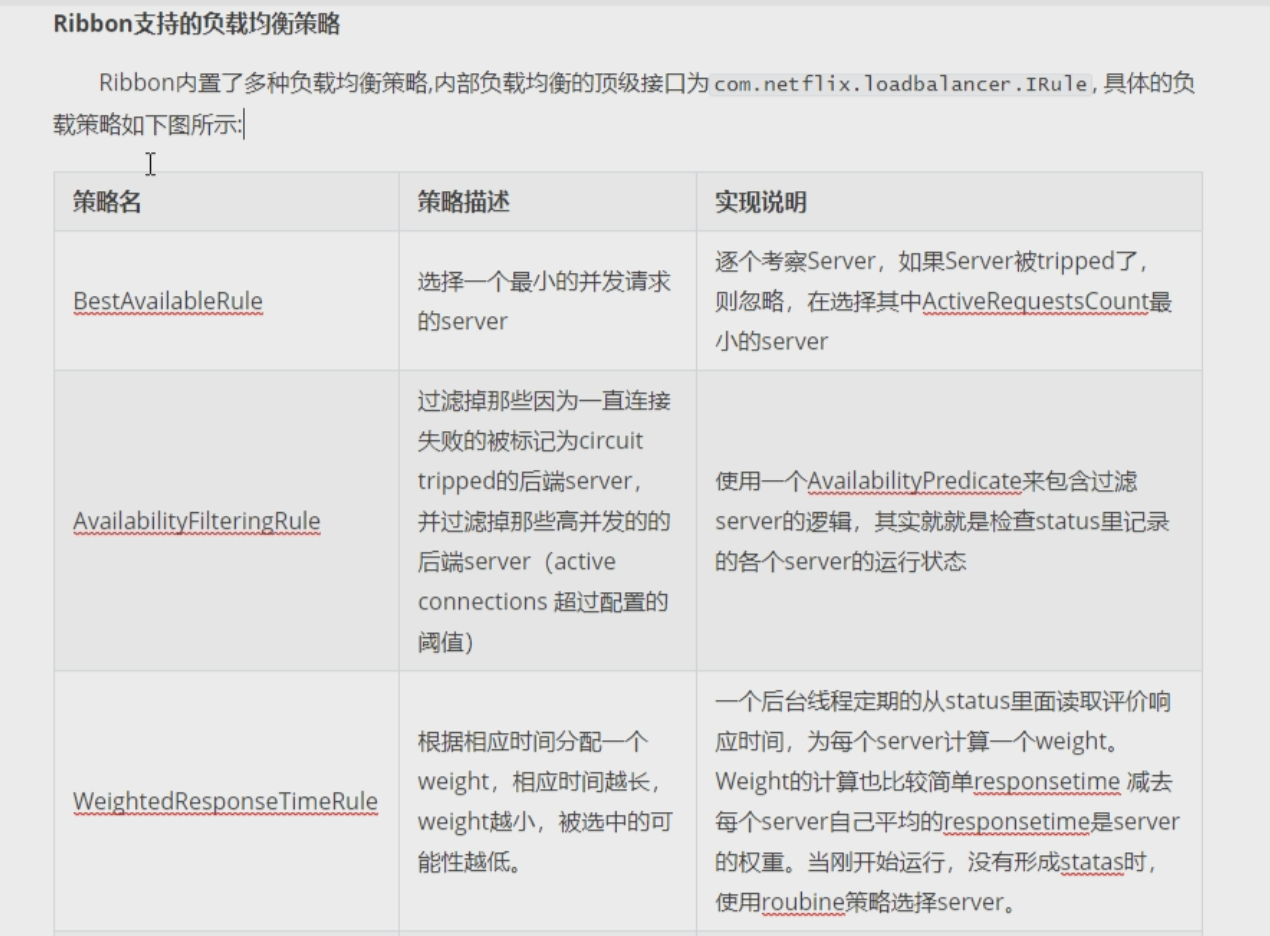 Ribbon支持的负载均衡策略
Ribbon内置了多种负载均衡策略,内部负载均衡的顶级接口为com.netflix.loadbalancer.IRule,具体的负
载策略如下图所示:
策略名
策略描述
实现说明
BestAvailableRule
选择一个最小的并发请求
的server
逐个考察Server，如果Server被tripped了，
则忽略，在选择其中ActiveRequestsCount最
小的server
AvailabilityFilteringRule
过滤掉那些因为一直连接
失败的被标记为circuit
tripped的后端server，
并过滤掉那些高并发的的
后端server（active
connections 超过配置的
阈值）
使用一个AvailabilityPredicate来包含过滤
server的逻辑，其实就就是检查status里记录
的各个server的运行状态
WeightedResponseTimeRule
根据相应时间分配一个
weight，相应时间越长，
weight越小，被选中的可
能性越低。
一个后台线程定期的从status里面读取评价响
应时间，为每个server计算一个weight。
Weight的计算也比较简单responsetime 减去
每个server自己平均的responsetime是server
的权重。当刚开始运行，没有形成statas时，
使用roubine策略选择server。